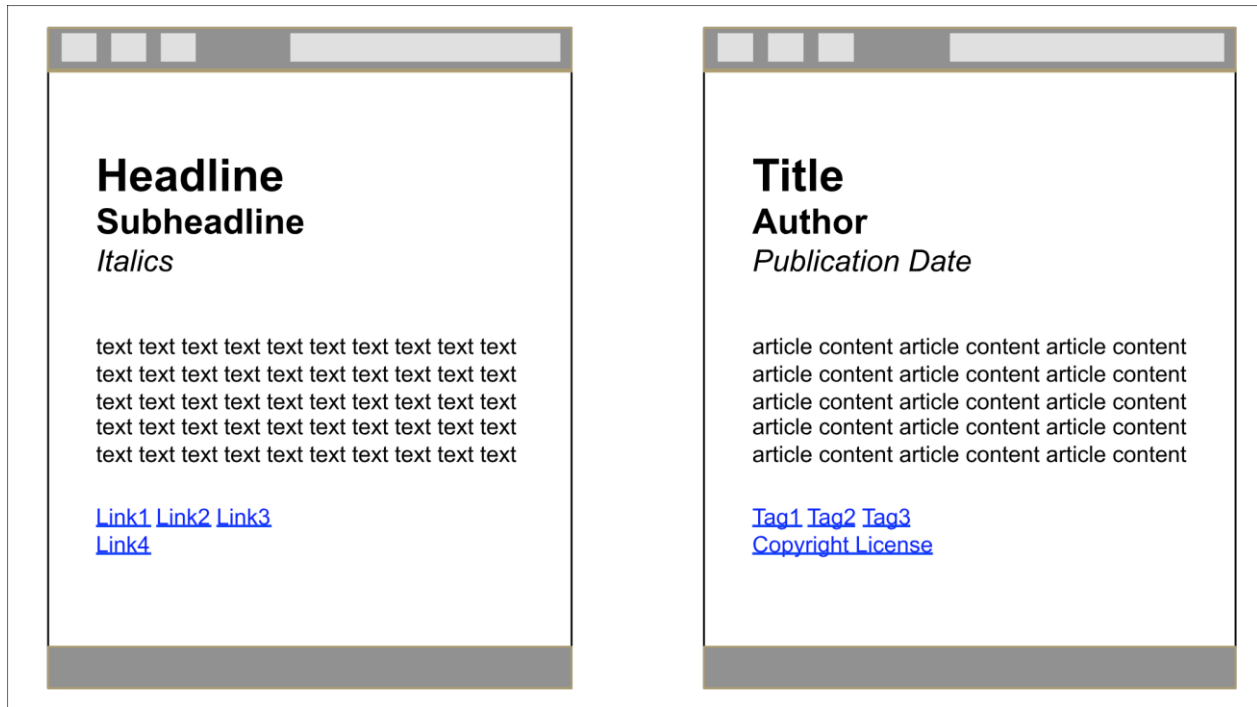 Headline
Subheadline
Italics
text text text text text text text text text text
text text text text text text text text text text
text text text text text text text text text text
text text text text text text text text text text
text text text text text text text text text text
Link1 Link2 Link3
Link4
Title
Author
Publication Date
article content article content article content
article content article content article content
article content article content article content
article content article content article content
article content article content article content
Tag1 Tag2 Tag3
Copyright License